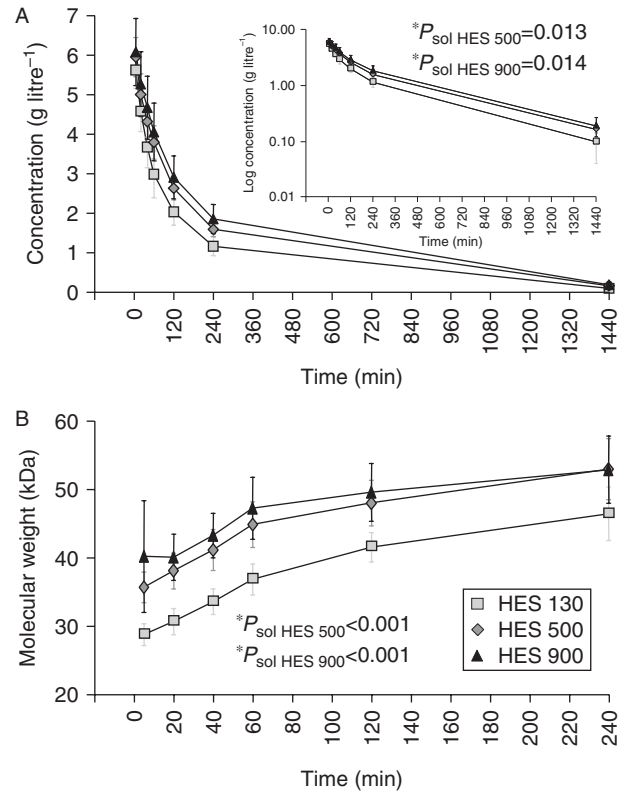 A
Concentration (g litre−1)
7
6
5
4
3
2
1
0
0 120 240 360 480 600 720 840 960 1080 1200 1320 1440
Time (min)
Log concentration (g litre−1)
10.00
1.00
0.10
0.01
0 120 240 360 480 600 720 840 960 1080 1200 1320 1440
Time (min)
*Psol HES 500=0.013
*Psol HES 900=0.014
B
Molecular weight (kDa)
60
50
40
30
20
0 20 40 60 80 100 120 140 160 180 200 220 240
Time (min)
*Psol HES 500<0.001
*Psol HES 900<0.001
HES 130
HES 500
HES 900